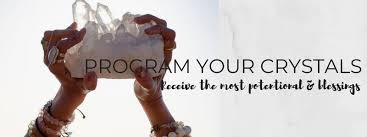 PROGRAM YOUR CRYSTALS
Receive the most potentional & blessings